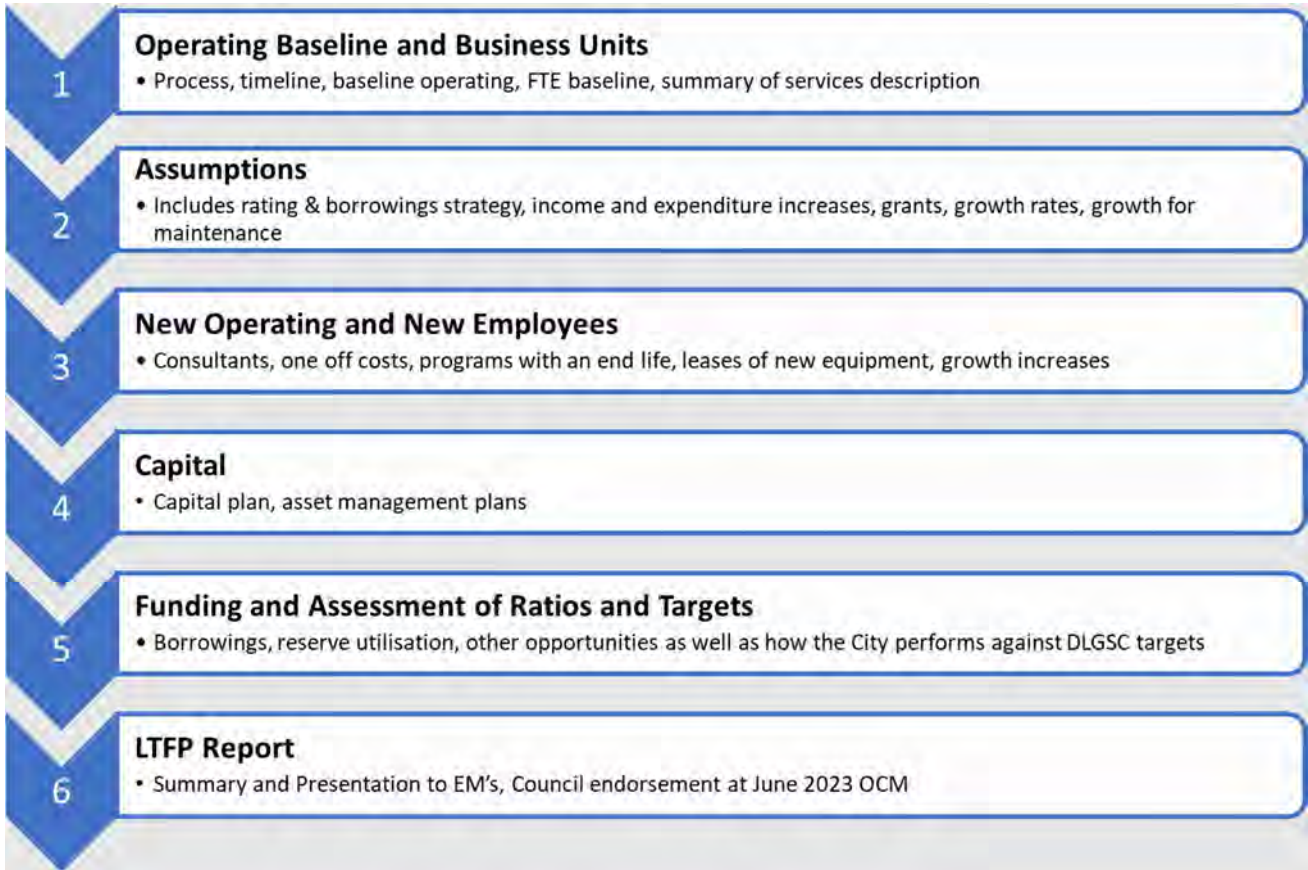 1
Operating Baseline and Business Units
• Process, timeline, baseline operating, FTE baseline, summary of services description
2
Assumptions
• Includes rating & borrowings strategy, income and expenditure increases, grants, growth rates, growth for
maintenance
3
New Operating and New Employees
• Consultants, one off costs, programs with an end life, leases of new equipment, growth increases
4
Capital
• Capital plan, asset management plans
5
Funding and Assessment of Ratios and Targets
• Borrowings, reserve utilisation, other opportunities as well as how the City performs against DLGSC targets
6
LTFP Report
• Summary and Presentation to EM's, Council endorsement at June 2023 OCM